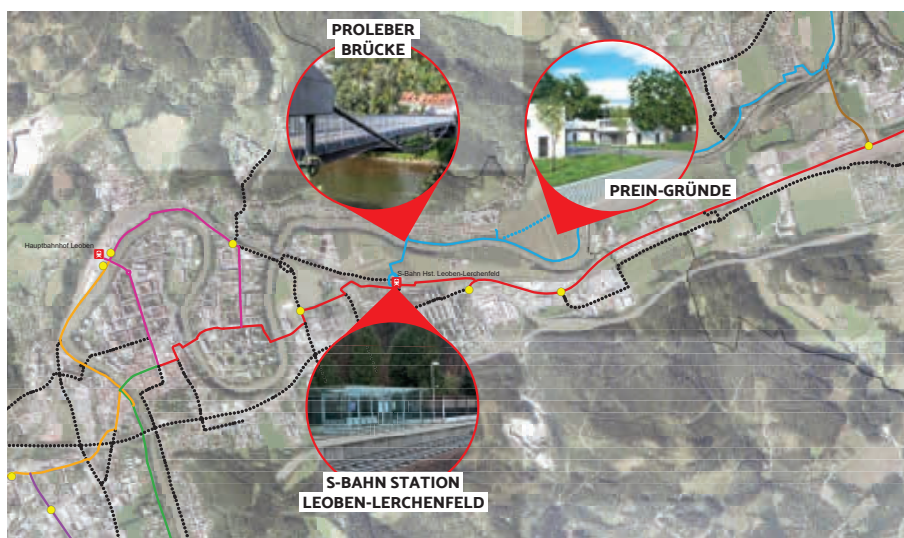 PROLEBER
BRÜCKE
PREIN-GRÜNDE
Hauptbahnhof Leoben
S-Bahn Hst. Leoben-Lerchenfeld
S-BAHN STATION
LEOBEN-LERCHENFELD